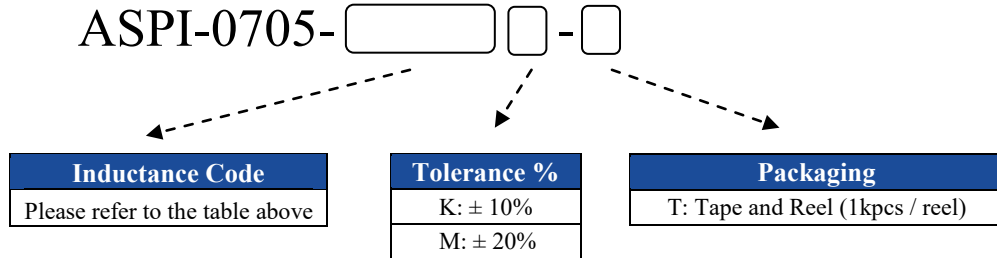 ASPI-0705- -
Inductance Code
Please refer to the table above
Tolerance %
K: ± 10%
M: ± 20%
Packaging
T: Tape and Reel (1kpcs / reel)